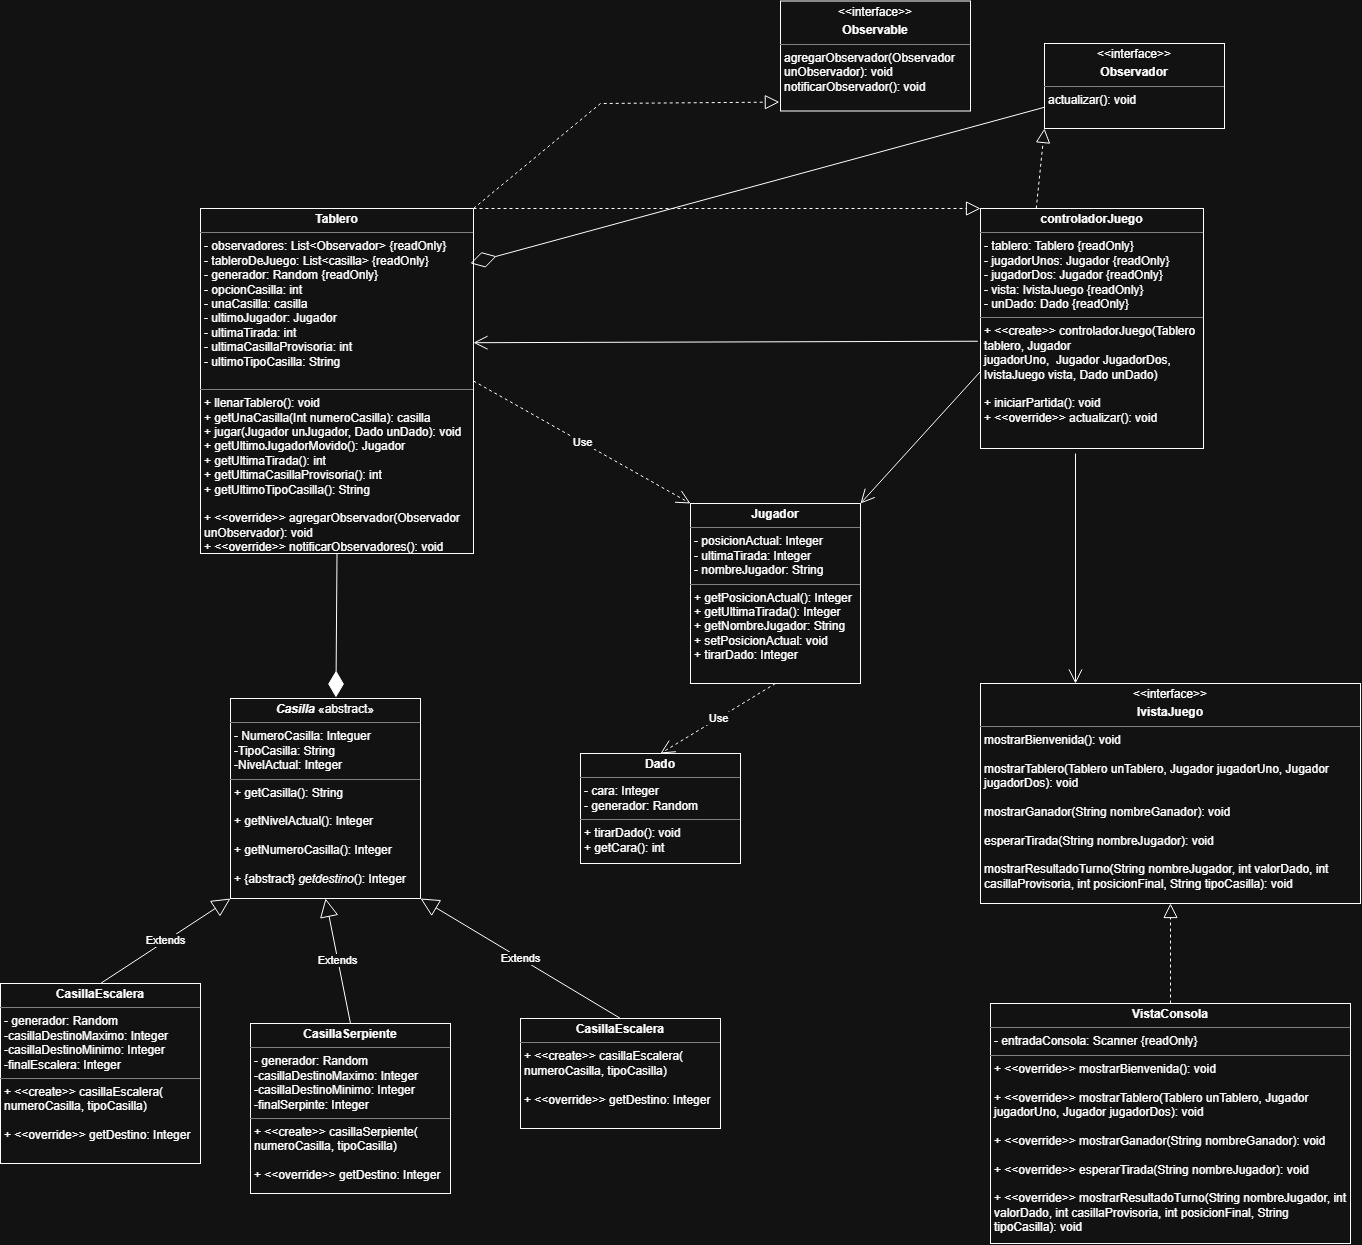 <<interface>>
Observable
agregarObservador(Observador
unObservador): void
notificarObservador(): void
<<interface>>
Observador
actualizar(): void
Tablero
- observadores: List<Observador> {readOnly}
- tableroDeJuego: List<casilla> {readOnly}
- generador: Random {readOnly}
- opcionCasilla: int
- unaCasilla: casilla
- ultimoJugador: Jugador
- ultimaTirada: int
- ultimaCasillaProvisoria: int
- ultimoTipoCasilla: String
+ llenarTablero(): void
+ getUnaCasilla(Int numeroCasilla): casilla
+ jugar(Jugador unJugador, Dado unDado): void
+ getUltimoJugadorMovido(): Jugador
+ getUltimaTirada(): int
+ getUltimaCasillaProvisoria(): int
+ getUltimoTipoCasilla(): String
+ <<override>> agregarObservador(Observador
unObservador): void
+ <<override>> notificarObservadores(): void
controladorJuego
- tablero: Tablero {readOnly}
- jugadorUnos: Jugador {readOnly}
- jugadorDos: Jugador {readOnly}
- vista: IvistaJuego {readOnly}
- unDado: Dado {readOnly}
+ <<create>> controladorJuego(Tablero
tablero, Jugador
jugadorUno,  Jugador JugadorDos,
IvistaJuego vista, Dado unDado)
+ iniciarPartida(): void
+ <<override>> actualizar(): void
Use
Jugador
- posicionActual: Integer
- ultimaTirada: Integer
- nombreJugador: String
+ getPosicionActual(): Integer
+ getUltimaTirada(): Integer
+ getNombreJugador: String
+ setPosicionActual: void
+ tirarDado: Integer
Use
Dado
- cara: Integer
- generador: Random
+ tirarDado(): void
+ getCara(): int
Casilla «abstract»
- NumeroCasilla: Integuer
-TipoCasilla: String
-NivelActual: Integer
+ getCasilla(): String
+ getNivelActual(): Integer
+ getNumeroCasilla(): Integer
+ {abstract} getdestino(): Integer
<<interface>>
IvistaJuego
mostrarBienvenida(): void
mostrarTablero(Tablero unTablero, Jugador jugadorUno, Jugador
jugadorDos): void
mostrarGanador(String nombreGanador): void
esperarTirada(String nombreJugador): void
mostrarResultadoTurno(String nombreJugador, int valorDado, int
casillaProvisoria, int posicionFinal, String tipoCasilla): void
Extends
Extends
Extends
CasillaEscalera
- generador: Random
-casillaDestinoMaximo: Integer
-casillaDestinoMinimo: Integer
-finalEscalera: Integer
+ <<create>> casillaEscalera(
numeroCasilla, tipoCasilla)
+ <<override>> getDestino: Integer
CasillaSerpiente
- generador: Random
-casillaDestinoMaximo: Integer
-casillaDestinoMinimo: Integer
-finalSerpinte: Integer
+ <<create>> casillaSerpiente(
numeroCasilla, tipoCasilla)
+ <<override>> getDestino: Integer
CasillaEscalera
+ <<create>> casillaEscalera(
numeroCasilla, tipoCasilla)
+ <<override>> getDestino: Integer
VistaConsola
- entradaConsola: Scanner {readOnly}
+ <<override>> mostrarBienvenida(): void
+ <<override>> mostrarTablero(Tablero unTablero, Jugador
jugadorUno, Jugador jugadorDos): void
+ <<override>> mostrarGanador(String nombreGanador): void
+ <<override>> esperarTirada(String nombreJugador): void
+ <<override>> mostrarResultadoTurno(String nombreJugador, int
valorDado, int casillaProvisoria, int posicionFinal, String
tipoCasilla): void